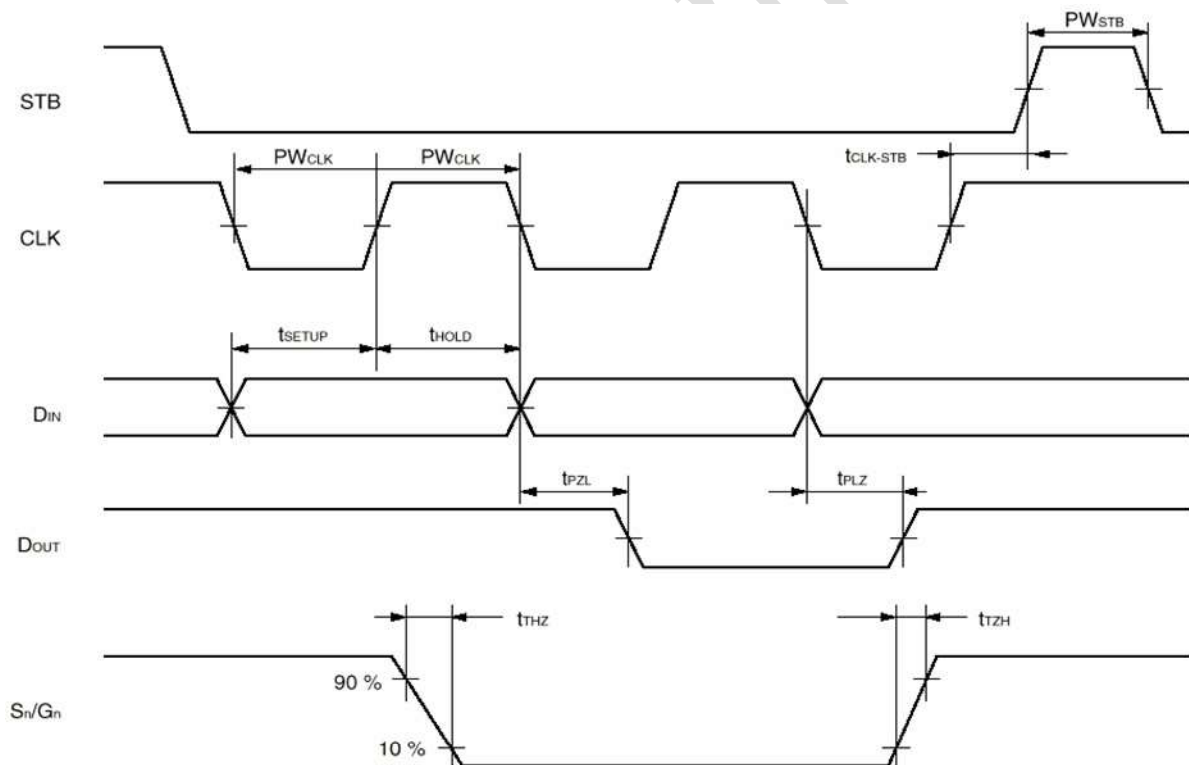 PWSTB
STB
tCLK-STB
PWCLK PWCLK
CLK
tSETUP tHOLD
DIN
tPZL tPLZ
DOUT
tTHZ tTZH
90 %
Sn/Gn
10 %